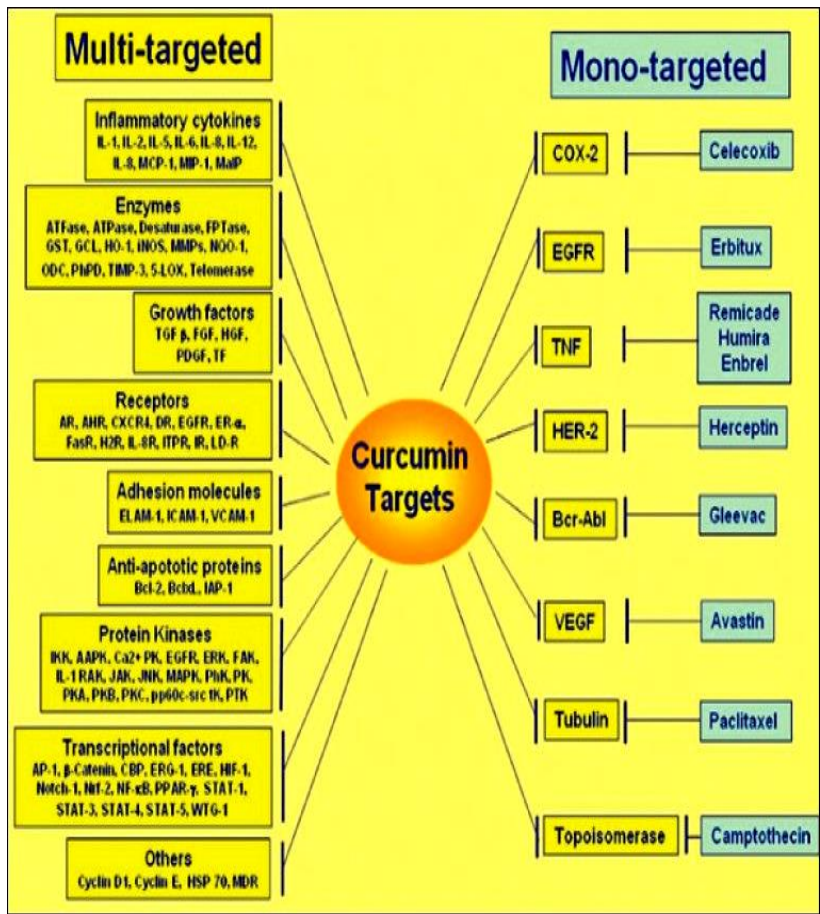 Multi-targeted
Inflammatory cytokines
IL-1, IL-2, IL-5, IL-6, IL-8, IL-12,
IL-8, MCP-1, MIP-1, MaIP
Enzymes
ATFase, ATPase, Desaturase, FPTase,
GST, GCL, HO-1, iNOS, MMPs, NQO-1,
ODC, PhPD, TIMP-3, 5-LOX, Telomerase
Growth factors
TGF β, FGF, HGF,
PDGF, TF
Receptors
AR, AHR, CXCR4, DR, EGFR, ER-α,
FasR, H2R, IL-8R, ITPR, IR, LD-R
Adhesion molecules
ELAM-1, ICAM-1, VCAM-1
Anti-apototic proteins
Bcl-2, IAP-1
Protein Kinases
IKK, AAPK, Ca2+ PK, EGFR, ERK, FAK,
IL-1 RAK, JAK, JNK, MAPK, PhK, PK,
PKA, PKB, PKC, pp60c-src tK, PTK
Transcriptional factors
AP-1, β-Catenin, CBP, ERG-1, ERE, HIF-1,
Notch-1, Nrf-2, NF-κB, PPAR-γ, STAT-1,
STAT-3, STAT-4, STAT-5, WTG-1
Others
Cyclin D1, Cyclin E, HSP 70, MDR
Curcumin
Targets
Mono-targeted
COX-2
Celecoxib
EGFR
Erbitux
TNF
Remicade
Humira
Enbrel
HER-2
Herceptin
Bcr-Abl
Gleevac
VEGF
Avastin
Tubulin
Paclitaxel
Topoisomerase
Camptothecin